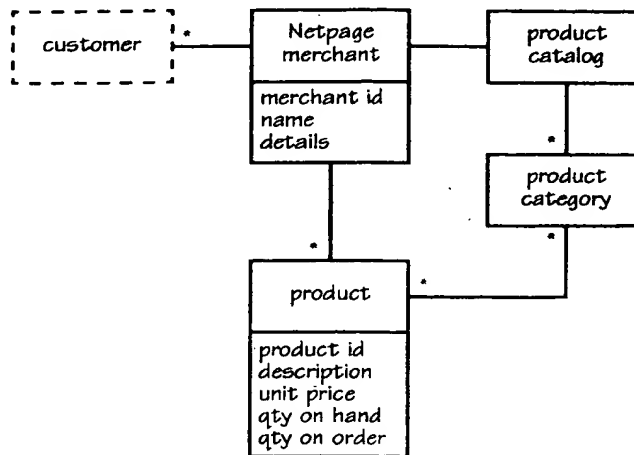 customer
*
Netpage
merchant
merchant id
name
details
product
catalog
*
product
category
*
*
*
product
product id
description
unit price
qty on hand
qty on order